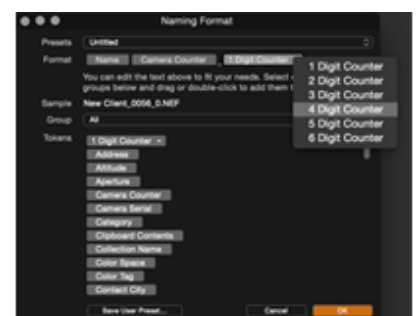 Naming Format
Presets Untitled
Format Name Camera Counter _ 1 Digit Counter
You can edit the text above to fit your needs. Select
groups below and drag or double-click to add them
Sample New Client_0056_0.NEF
Group All
Tokens 1 Digit Counter
Address
Altitude
Aperture
Camera Counter
Camera Serial
Category
Clipboard Contents
Collection Name
Color Space
Color Tag
Contact City
Save User Preset... Cancel OK
1 Digit Counter
2 Digit Counter
3 Digit Counter
4 Digit Counter
5 Digit Counter
6 Digit Counter